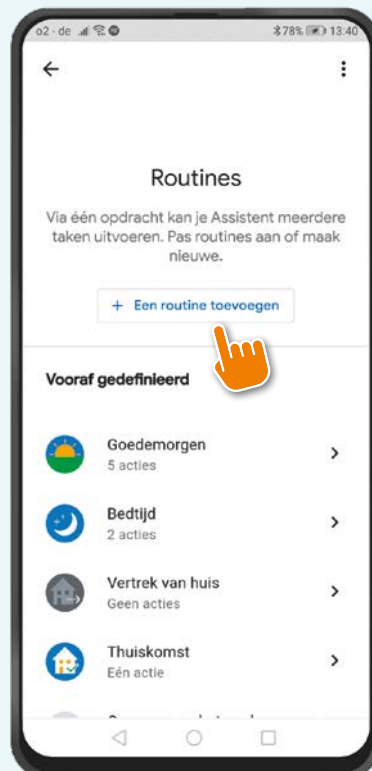 o2 - de 78% 13:40
Routines
Via één opdracht kan je Assistent meerdere
taken uitvoeren. Pas routines aan of maak
nieuwe.
+ Een routine toevoegen
Vooraf gedefinieerd
Goedemorgen
5 acties
Bedtijd
2 acties
Vertrek van huis
Geen acties
Thuiskomst
Eén actie